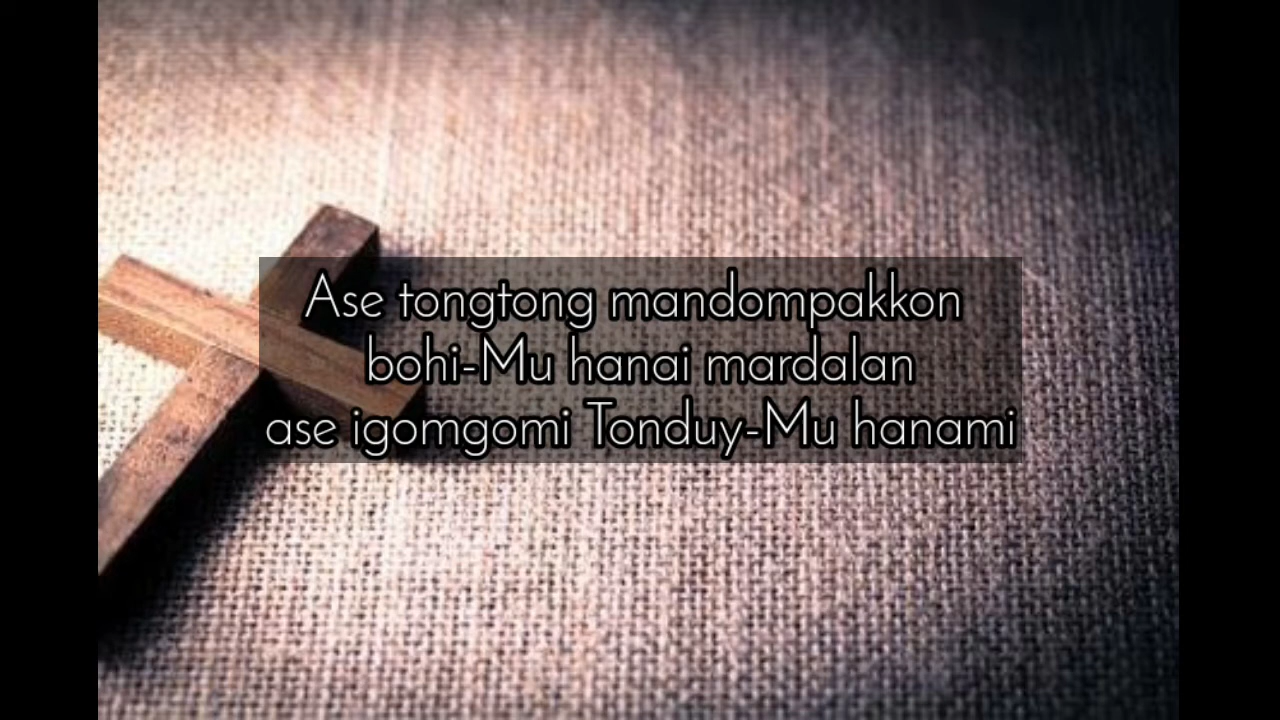 Ase tongtong mandompakkon
bohi-Mu hanai mardalan
ase igomgomi Tonduy-Mu hanami